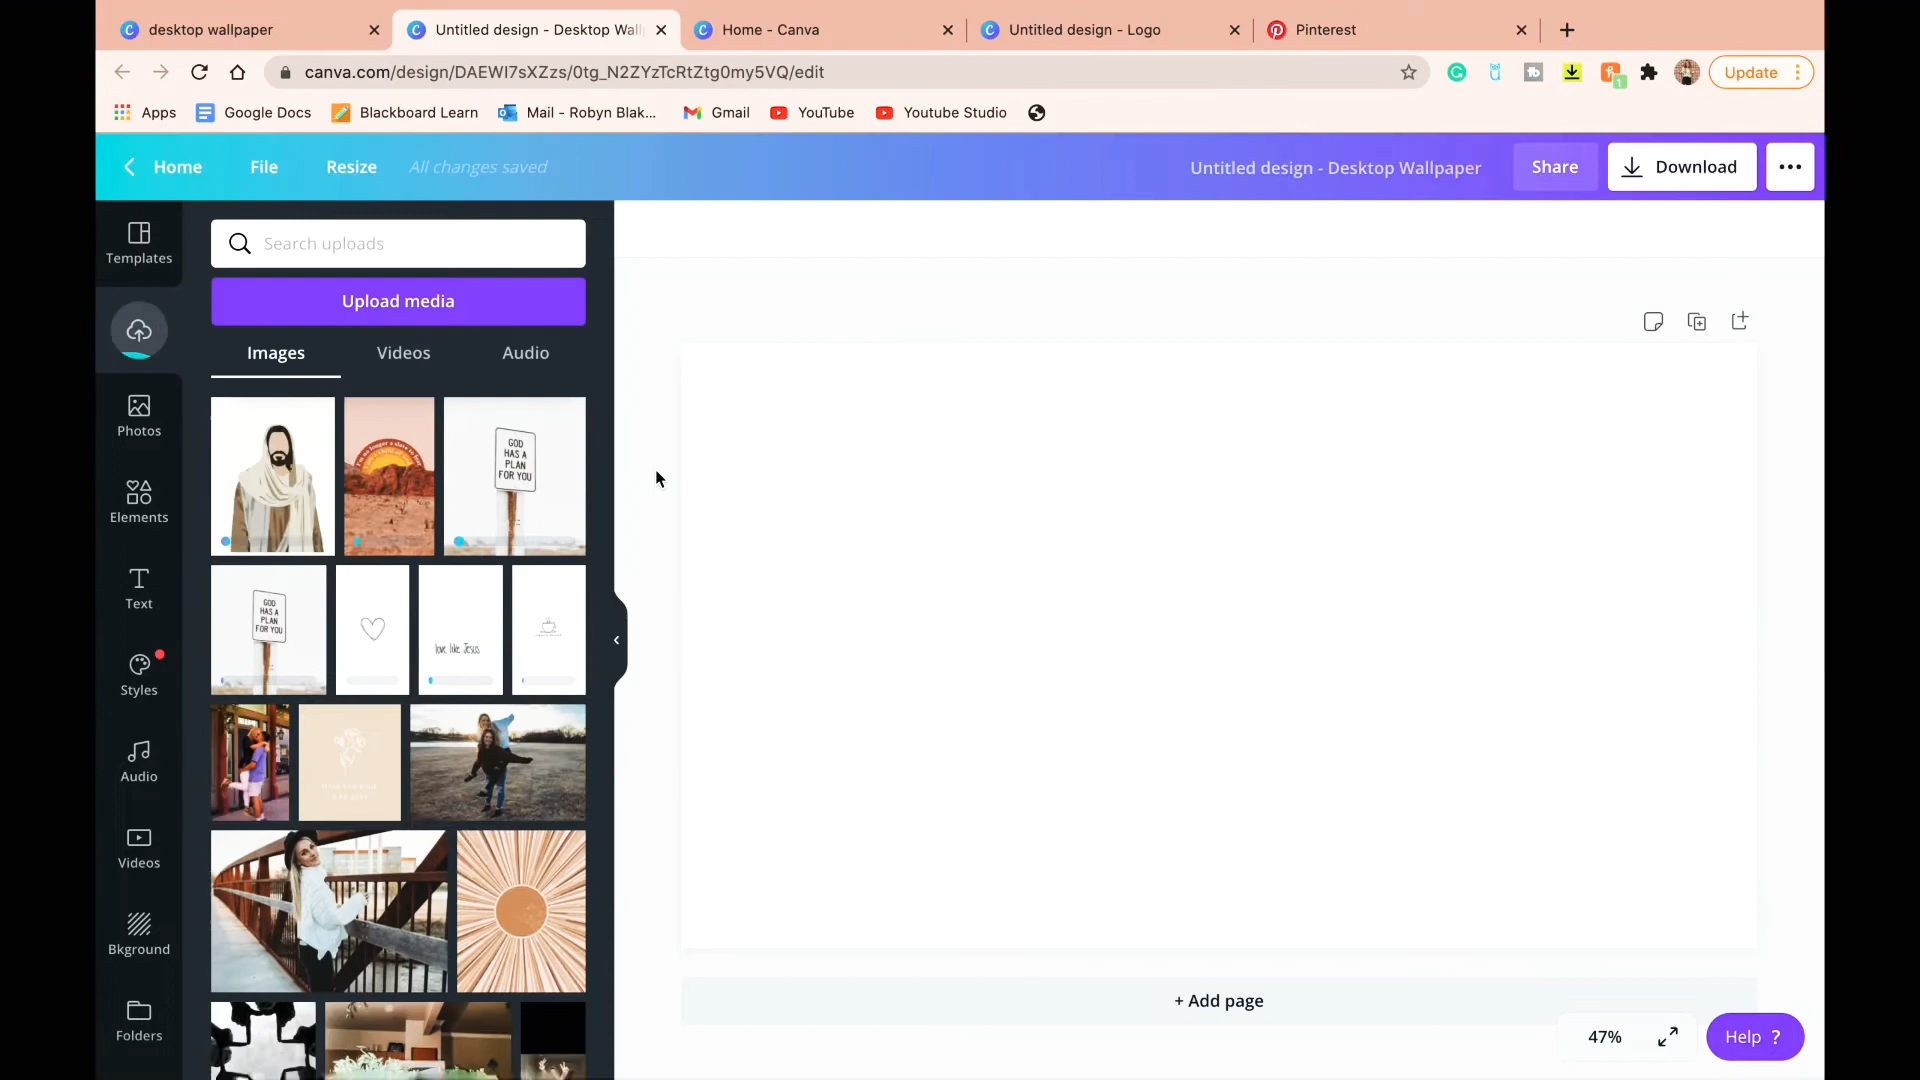 desktop wallpaper
Untitled design - Desktop Wall
Home - Canva
Untitled design - Logo
Pinterest
canva.com/design/DAEWI7sXZzs/0tg_N2ZYzTcRtZtg0my5VQ/edit
Update
Apps
Google Docs
Blackboard Learn
Mail - Robyn Blak...
Gmail
YouTube
Youtube Studio
Home
File
Resize
All changes saved
Untitled design - Desktop Wallpaper
Share
Download
Templates
Photos
Elements
Text
Styles
Audio
Videos
Bkground
Folders
Search uploads
Upload media
Images
Videos
Audio
GOD
HAS A
PLAN
FOR YOU
GOD
HAS A
PLAN
FOR YOU
love like Jesus
+ Add page
47%
Help ?